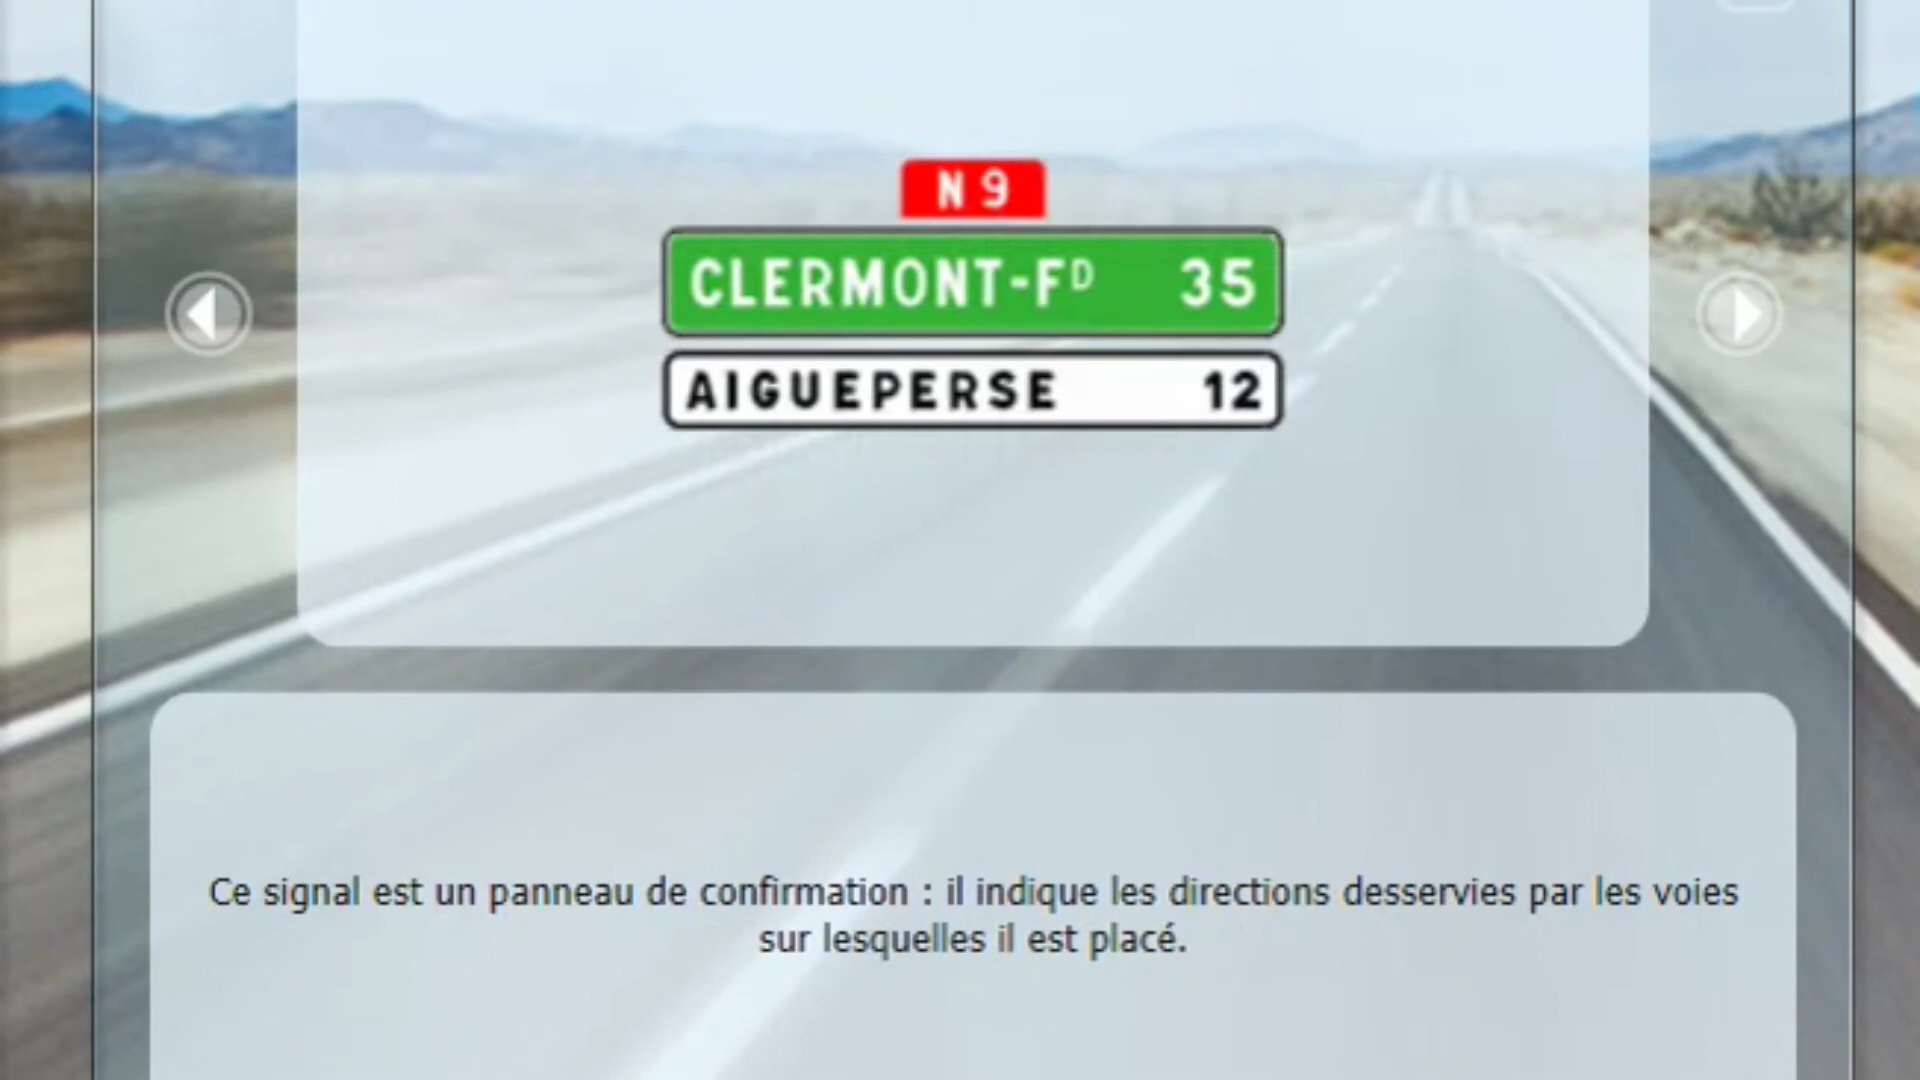 N 9
CLERMONT-Fᴰ 35
AIGUEPERSE 12
Ce signal est un panneau de confirmation : il indique les directions desservies par les voies
sur lesquelles il est placé.